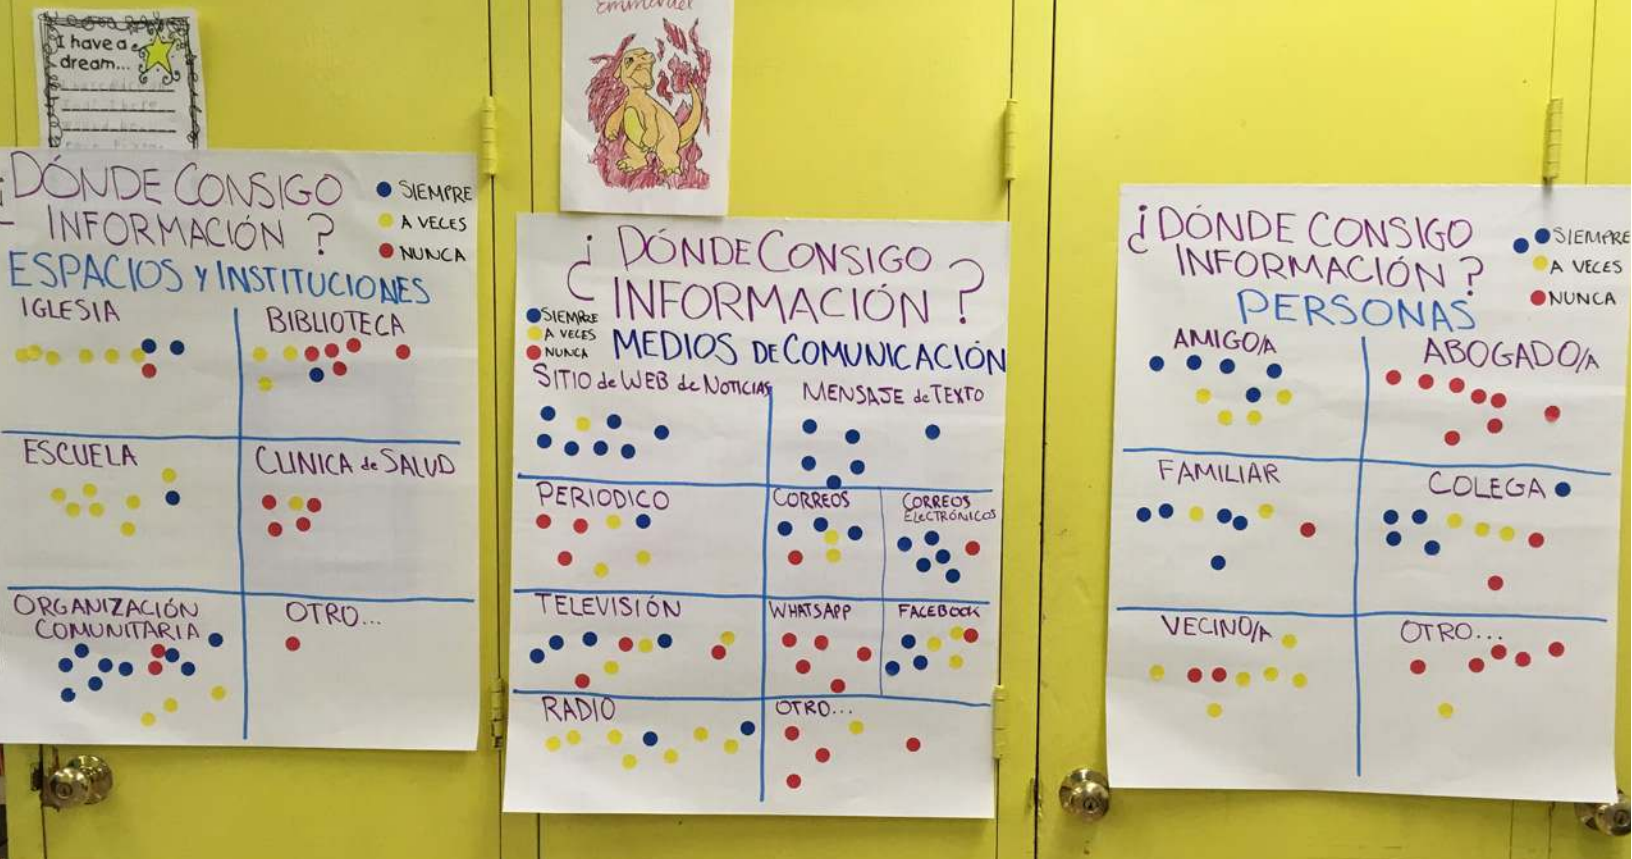 I have a
dream...
¿DÓNDE CONSIGO
INFORMACIÓN?
SIEMPRE
A VECES
NUNCA
ESPACIOS Y INSTITUCIONES
IGLESIA
BIBLIOTECA
ESCUELA
CLINICA de SALUD
ORGANIZACIÓN
COMUNITARIA
OTRO...
Emmanuel
¿DÓNDE CONSIGO
INFORMACIÓN?
SIEMPRE
A VECES
NUNCA
MEDIOS DE COMUNICACIÓN
SITIO de WEB de NOTICIAS
MENSAJE de TEXTO
PERIODICO
CORREOS
CORREOS
ELECTRÓNICOS
TELEVISIÓN
WHATSAPP
FACEBOOK
RADIO
OTRO...
¿DÓNDE CONSIGO
INFORMACIÓN?
SIEMPRE
A VECES
NUNCA
PERSONAS
AMIGO/A
ABOGADO/A
FAMILIAR
COLEGA
VECINO/A
OTRO...